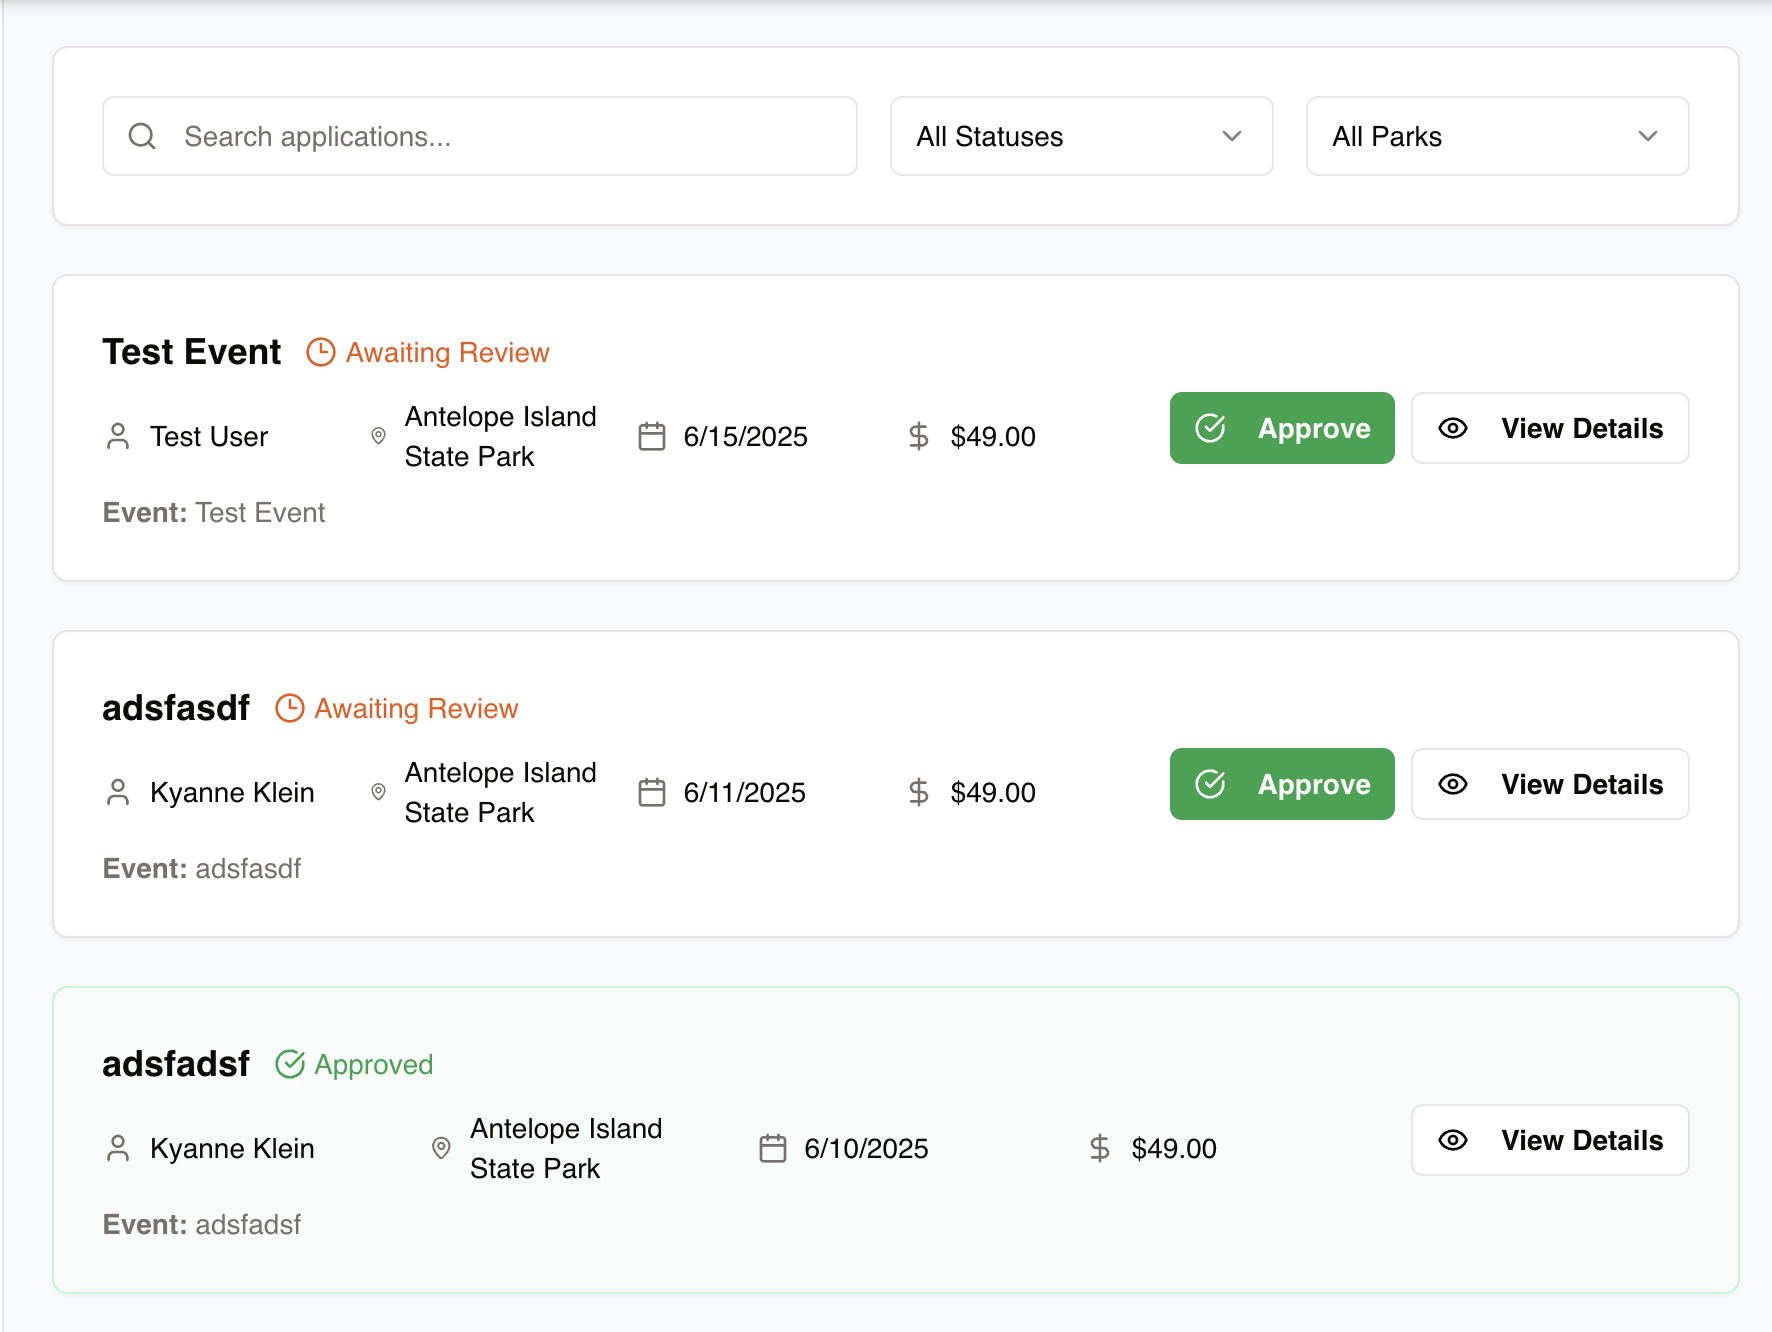 Search applications...
All Statuses
All Parks
Test Event
Awaiting Review
Test User
Antelope Island
State Park
6/15/2025
$49.00
Approve
View Details
Event: Test Event
adsfasdf
Awaiting Review
Kyanne Klein
Antelope Island
State Park
6/11/2025
$49.00
Approve
View Details
Event: adsfasdf
adsfadsf
Approved
Kyanne Klein
Antelope Island
State Park
6/10/2025
$49.00
View Details
Event: adsfadsf